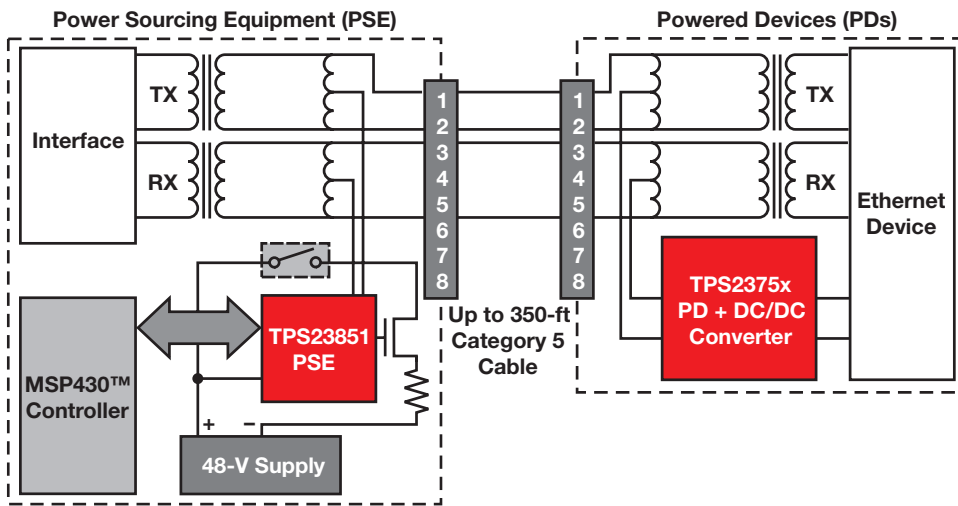 Power Sourcing Equipment (PSE)
Powered Devices (PDs)
Interface
TX
RX
1
2
3
4
5
6
7
8
1
2
3
4
5
6
7
8
TX
RX
Ethernet
Device
MSP430™
Controller
TPS23851
PSE
+
–
48-V Supply
Up to 350-ft
Category 5
Cable
TPS2375x
PD + DC/DC
Converter